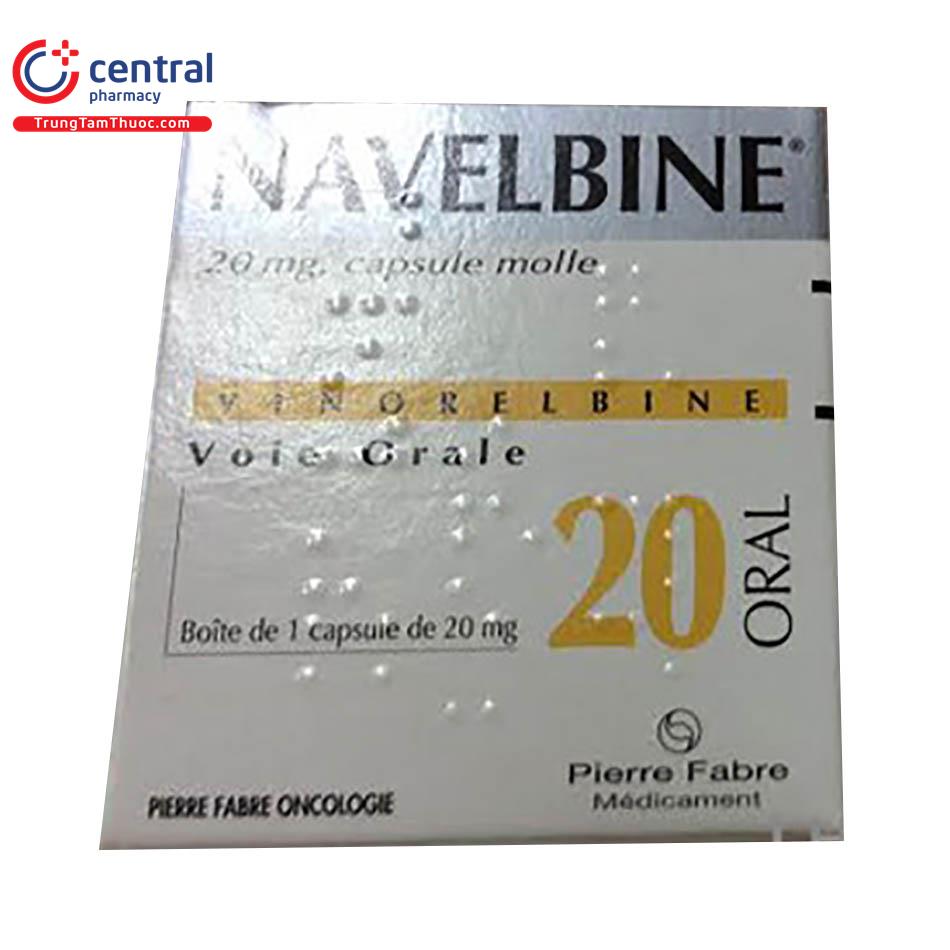 central
pharmacy
TrungTamThuoc.com
NAVELBINE®
20 mg, capsule molle
VINORELBINE
Voie Orale
Boîte de 1 capsule de 20 mg
20
ORAL
Pierre Fabre
Médicament
PIERRE FABRE ONCOLOGIE